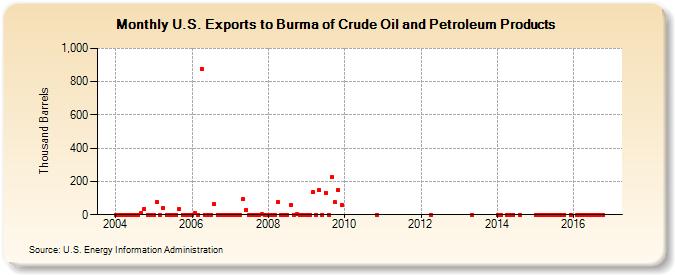 Monthly U.S. Exports to Burma of Crude Oil and Petroleum Products
Thousand Barrels
1,000
800
600
400
200
0
2004 2006 2008 2010 2012 2014 2016
Source: U.S. Energy Information Administration